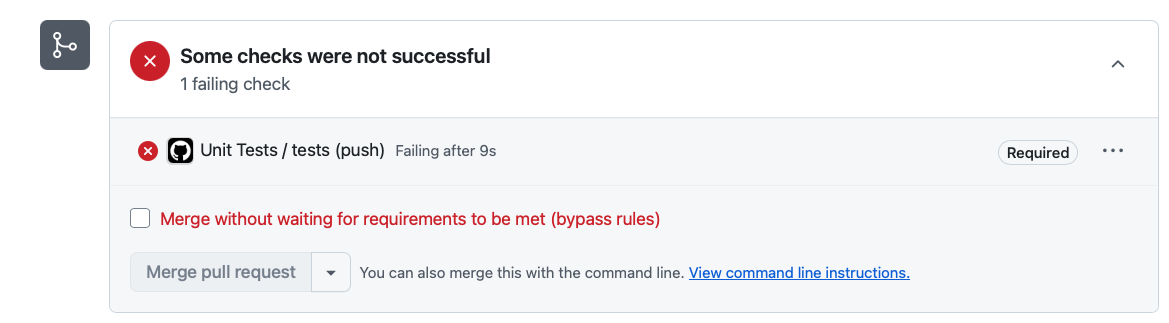 Some checks were not successful
1 failing check
Unit Tests / tests (push) Failing after 9s Required
Merge without waiting for requirements to be met (bypass rules)
Merge pull request You can also merge this with the command line. View command line instructions.